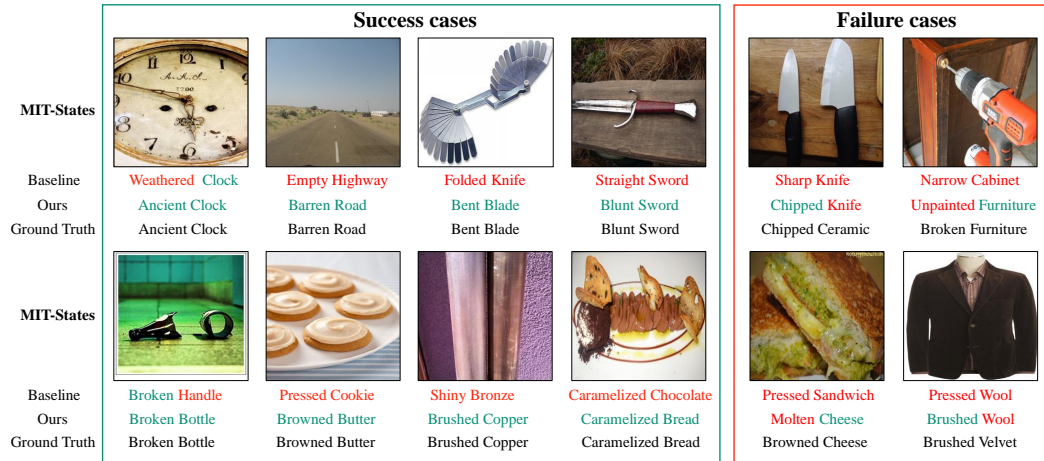 Success cases
Failure cases
MIT-States
Baseline Weathered Clock Empty Highway Folded Knife Straight Sword Sharp Knife Narrow Cabinet
Ours Ancient Clock Barren Road Bent Blade Blunt Sword Chipped Knife Unpainted Furniture
Ground Truth Ancient Clock Barren Road Bent Blade Blunt Sword Chipped Ceramic Broken Furniture
MIT-States
Baseline Broken Handle Pressed Cookie Shiny Bronze Caramelized Chocolate Pressed Sandwich Pressed Wool
Ours Broken Bottle Browned Butter Brushed Copper Caramelized Bread Molten Cheese Brushed Wool
Ground Truth Broken Bottle Browned Butter Brushed Copper Caramelized Bread Browned Cheese Brushed Velvet